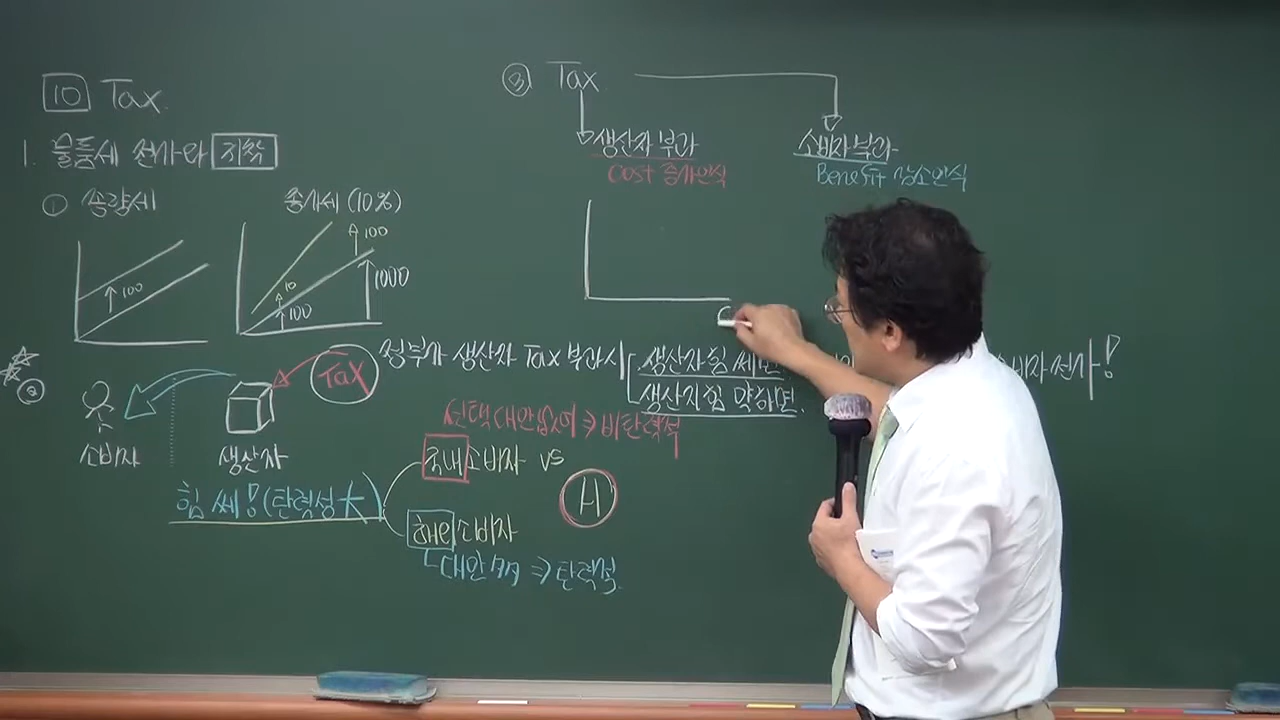 10 Tax.
1. 물품세 전가와 지착
① 종량세
종가세 (10%)
100
100
10
100
1000
② 소비자
생산자
Tax
힘 쎄! (탄력성 大)
정부가 생산자 Tax 부과시
생산자 힘 쎄면
생산자힘 약하면.
소비자 전가!
선택대안 없어 ⇒ 비탄력적
국내소비자 VS
H
해외소비자
대안 多 ⇒ 탄력적.
③ Tax
생산자 부과
Cost 증가인식
소비자 부과
Benefit 감소인식